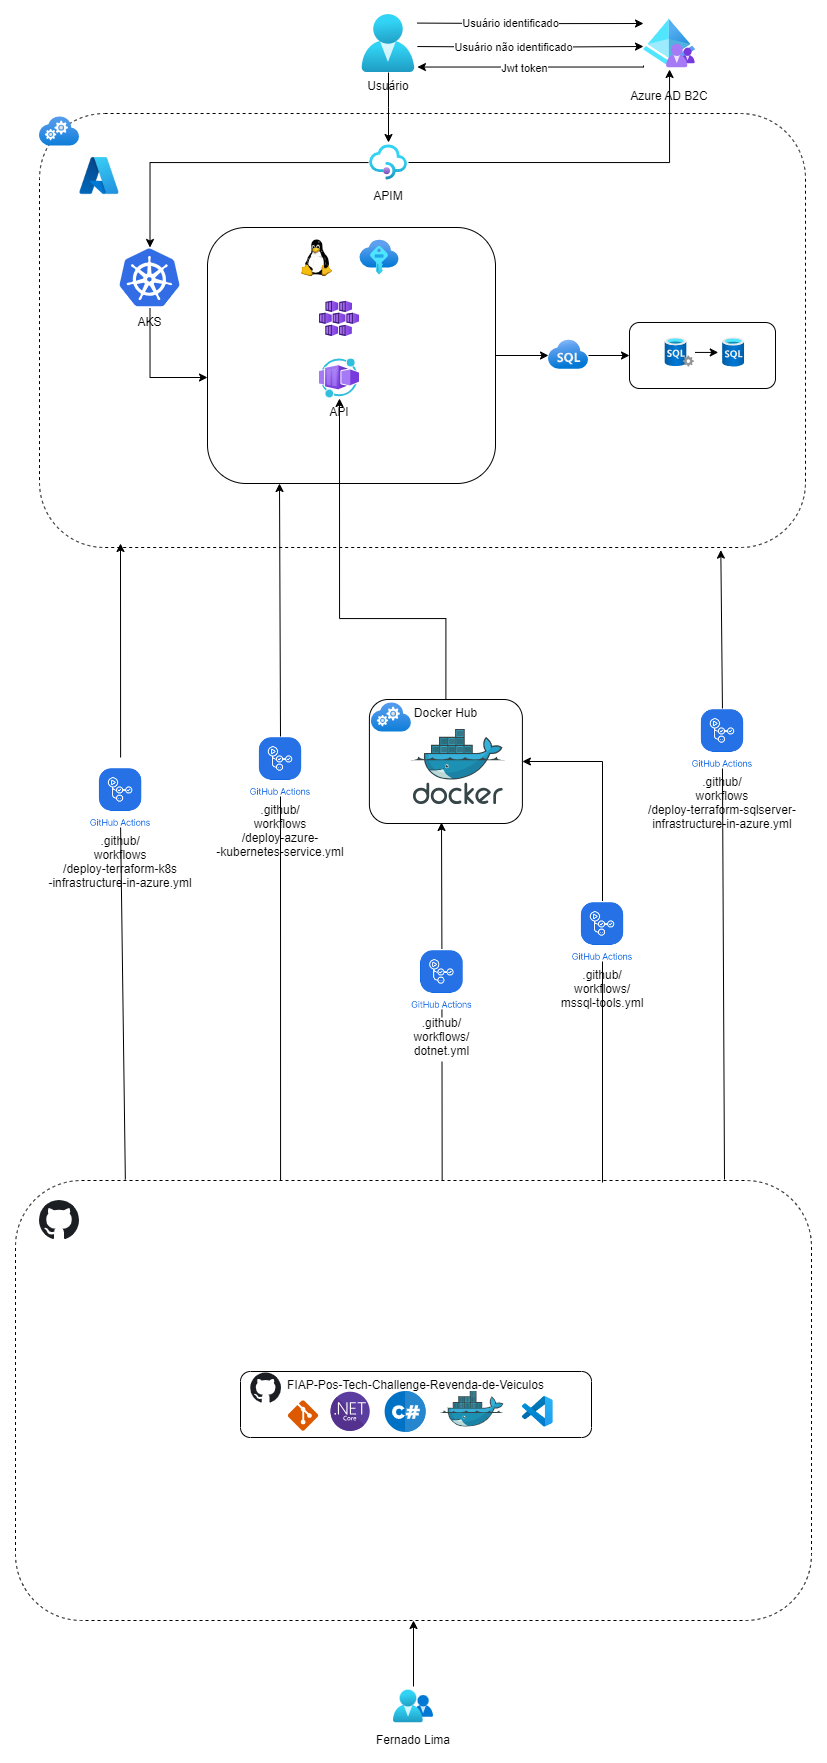 Usuário identificado
Usuário não identificado
Jwt token
Usuário
Azure AD B2C
APIM
AKS
API
SQL
SQL
SQL
Docker Hub
docker
GitHub Actions
.github/
workflows
/deploy-terraform-k8s
-infrastructure-in-azure.yml
GitHub Actions
.github/
workflows
/deploy-azure-
-kubernetes-service.yml
GitHub Actions
.github/
workflows
/deploy-terraform-sqlserver-
infrastructure-in-azure.yml
GitHub Actions
.github/
workflows/
dotnet.yml
GitHub Actions
.github/
workflows/
mssql-tools.yml
FIAP-Pos-Tech-Challenge-Revenda-de-Veiculos
.NET
Core
C#
Fernado Lima